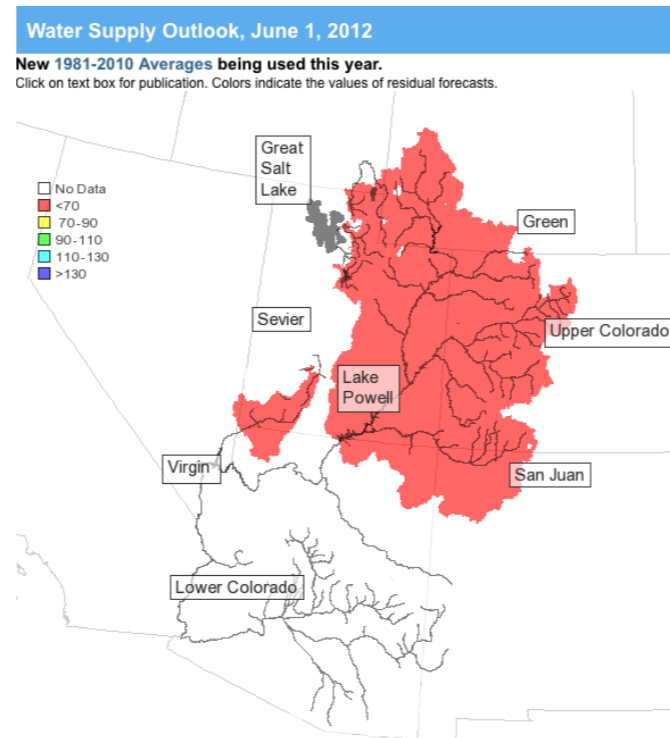 Water Supply Outlook, June 1, 2012
New 1981-2010 Averages being used this year.
Click on text box for publication. Colors indicate the values of residual forecasts.
Great
Salt
Lake
No Data
<70
70-90
90-110
110-130
>130
Green
Sevier
Upper Colorado
Lake
Powell
Virgin
San Juan
Lower Colorado